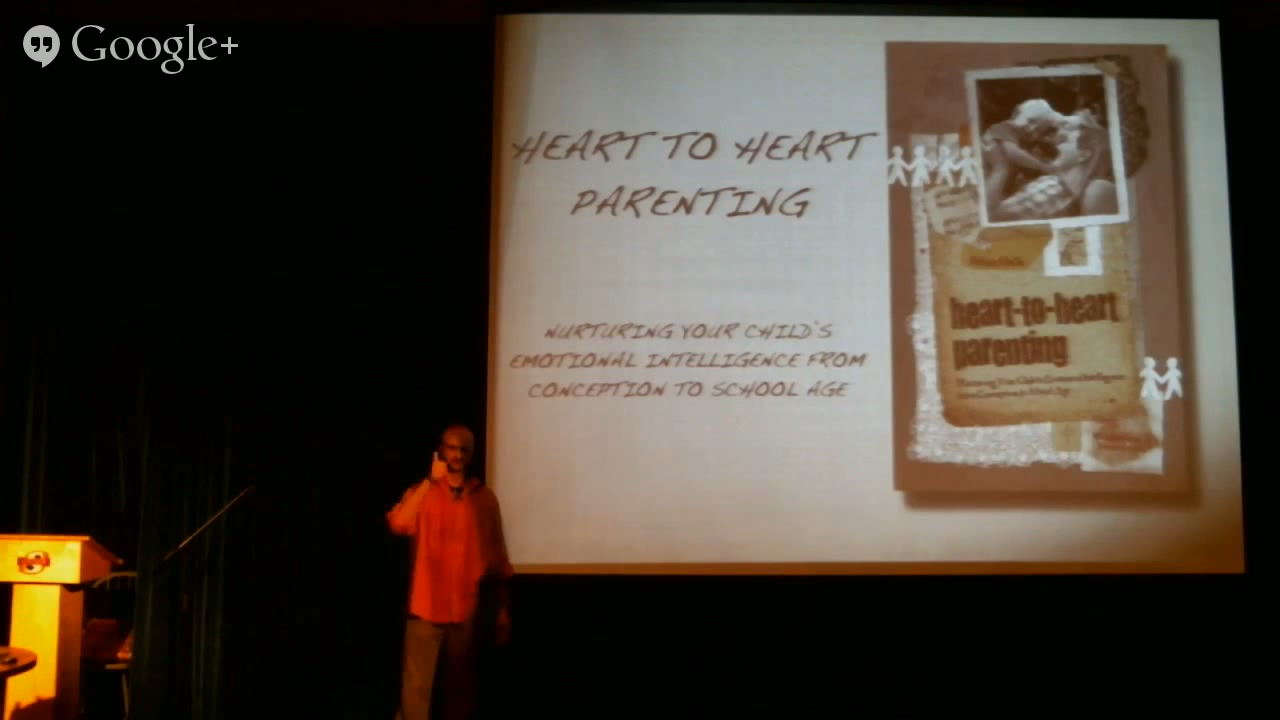 Google+
HEART TO HEART
PARENTING
NURTURING YOUR CHILD'S
EMOTIONAL INTELLIGENCE FROM
CONCEPTION TO SCHOOL AGE
heart-to-heart
parenting